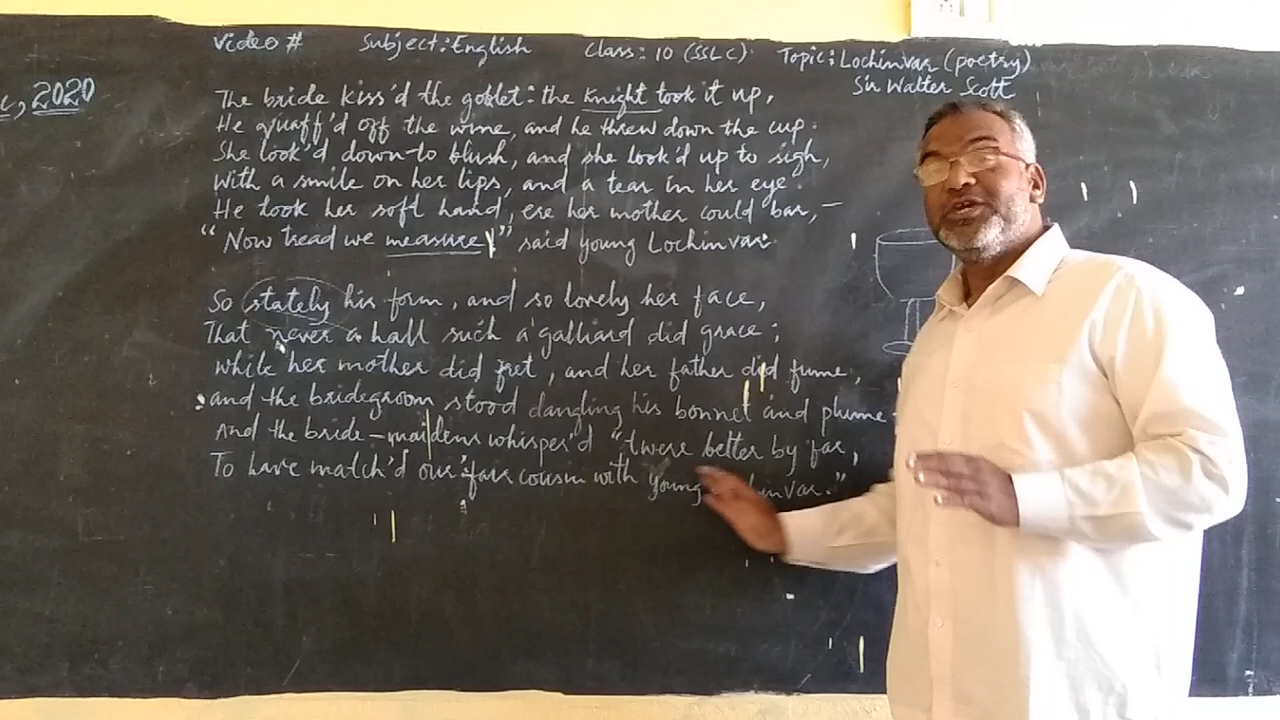 Video # Subject: English Class: 10 (SSLC) Topic: Lochinvar (poetry)
Sir Walter Scott
, 2020
The bride kiss'd the goblet: the knight took it up,
He quaff'd off the wine, and he threw down the cup.
She look'd down to blush, and she look'd up to sigh,
With a smile on her lips, and a tear in her eye.
He took her soft hand, ere her mother could bar, —
"Now tread we measure!" said young Lochinvar.
So stately his form, and so lovely her face,
That never a hall such a galliard did grace;
while her mother did fret, and her father did fume,
and the bridegroom stood dangling his bonnet and plume
And the bride-maidens whisper'd "twere better by far,
To have match'd our fair cousin with young invar."